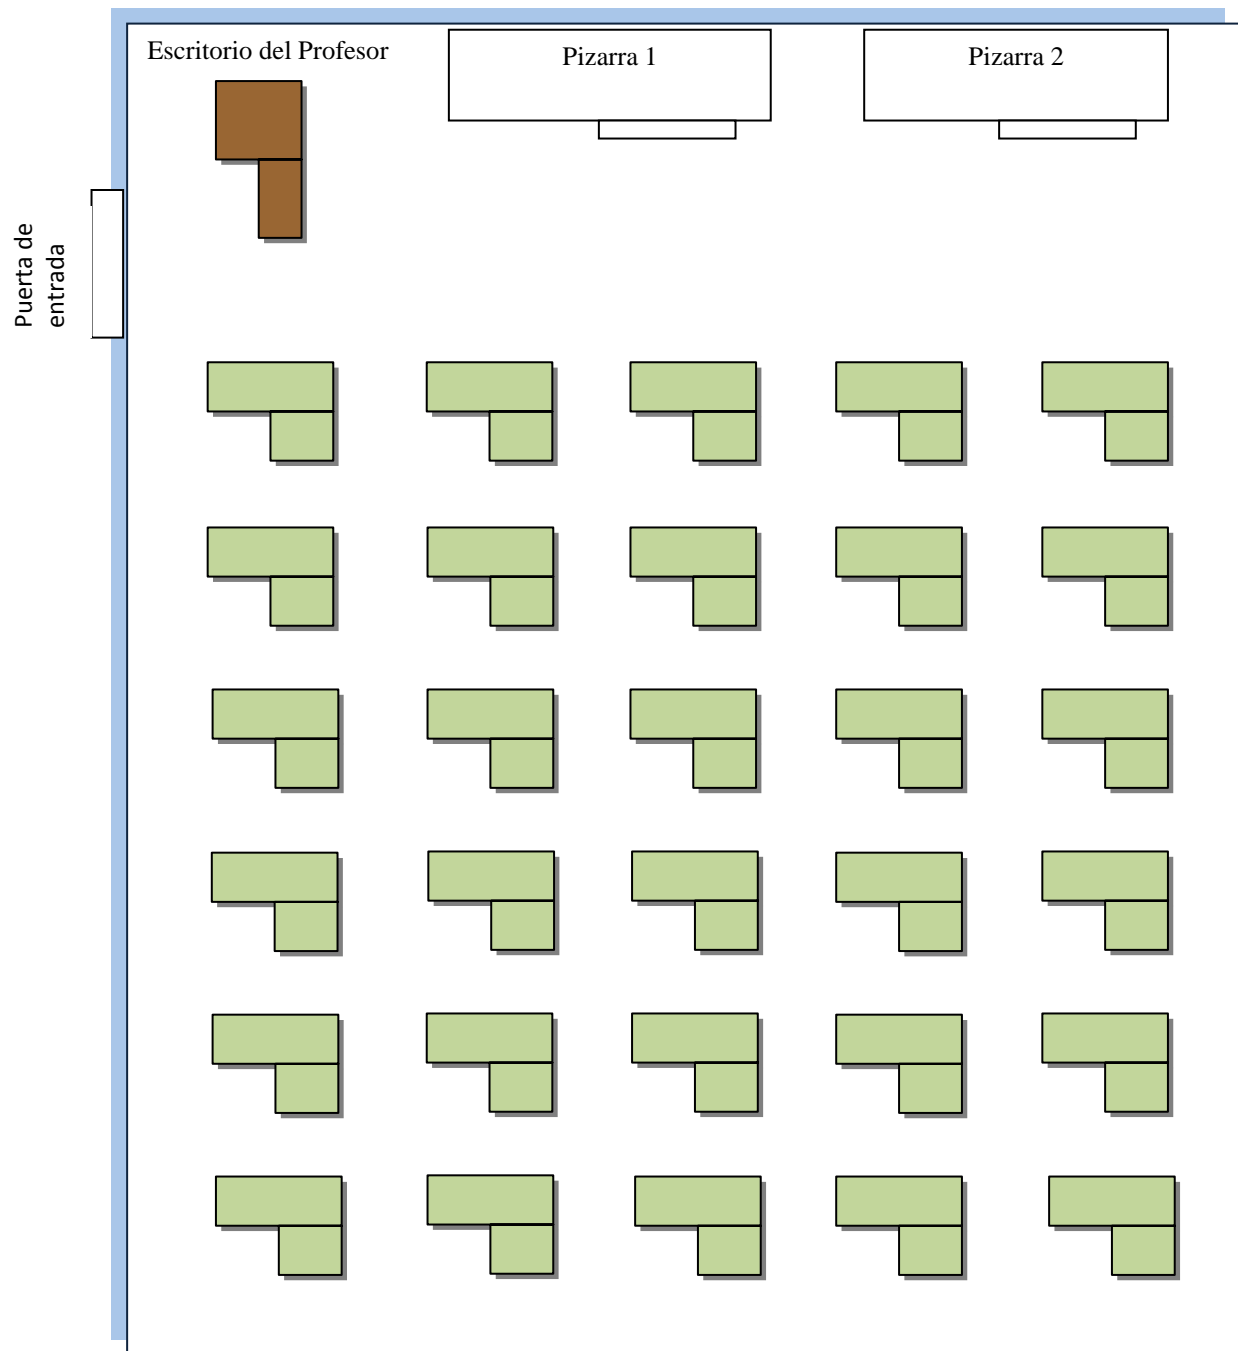 Escritorio del Profesor
Pizarra 1
Pizarra 2
Puerta de
entrada